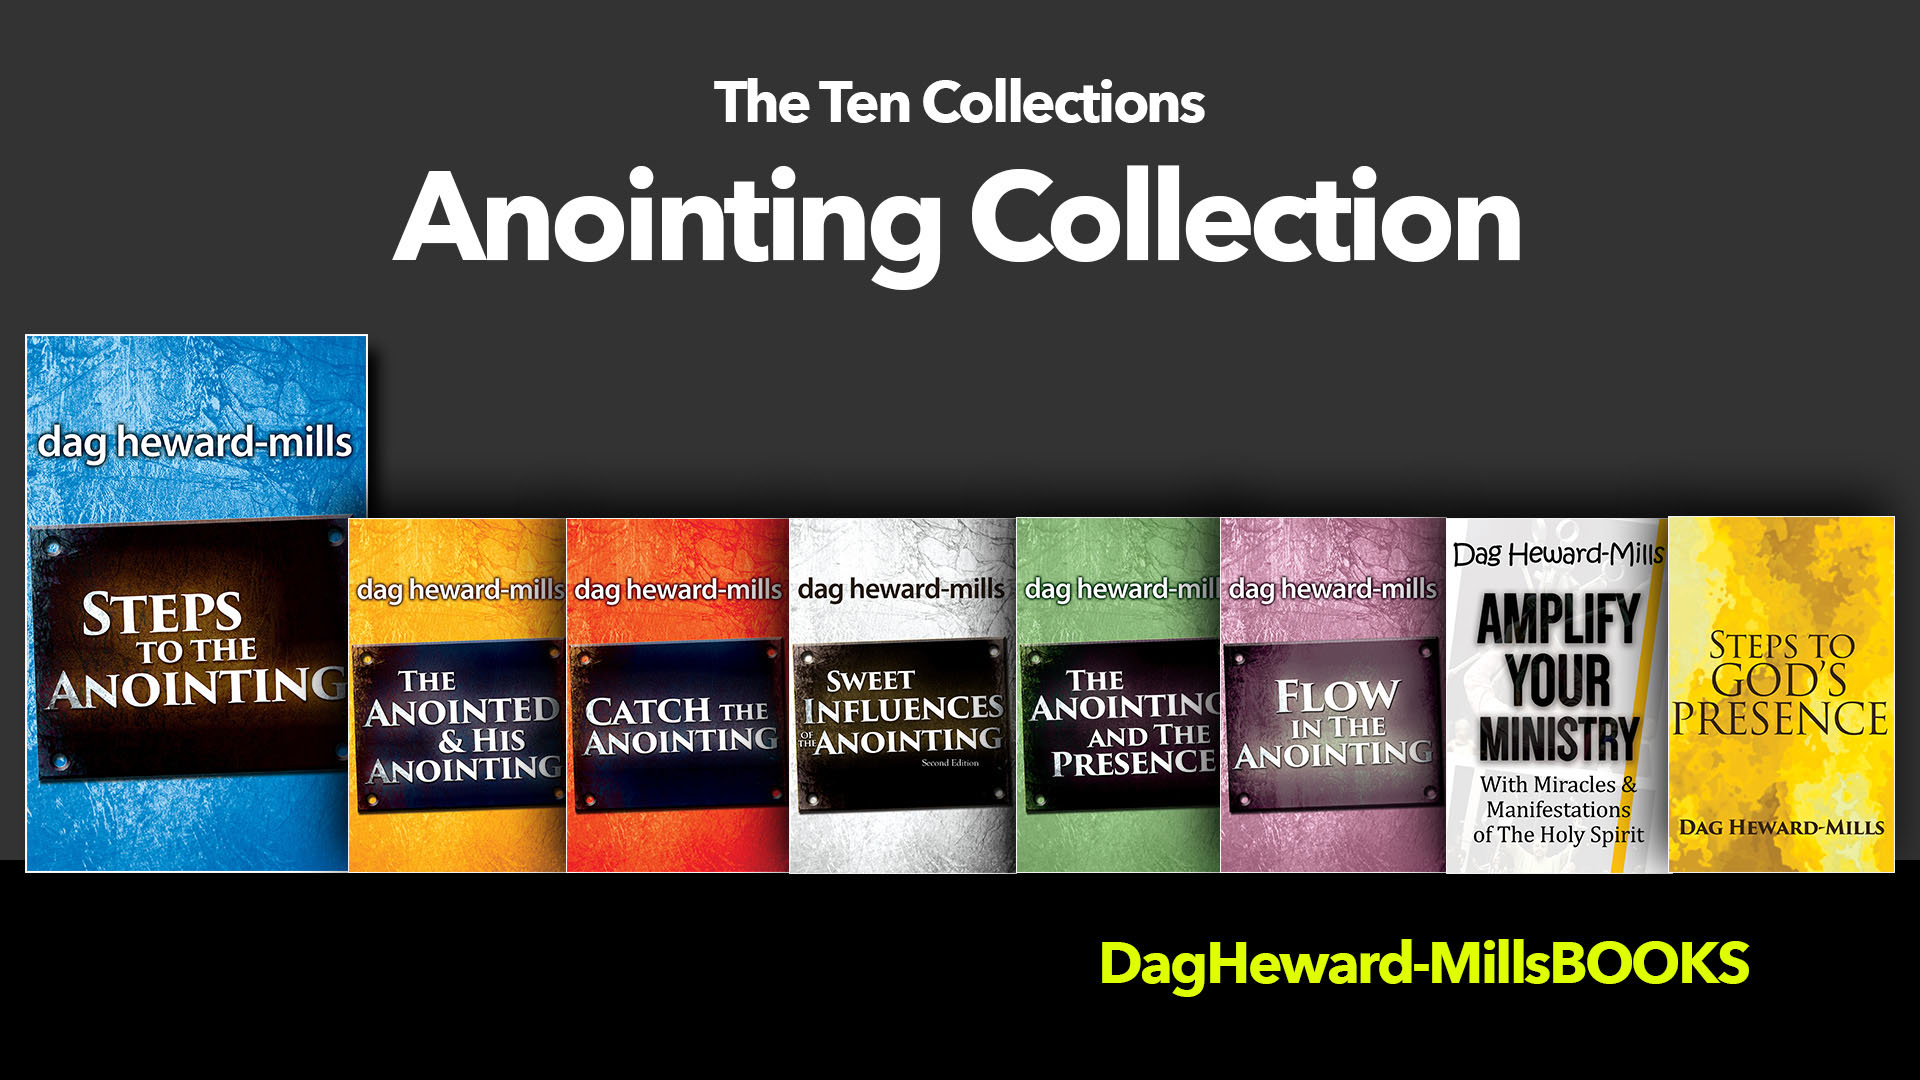 The Ten Collections
Anointing Collection
dag heward-mills
STEPS
TO THE
ANOINTING
dag heward-mills
THE
ANOINTED
& HIS
ANOINTING
dag heward-mills
CATCH THE
ANOINTING
dag heward-mills
SWEET
INFLUENCES
OF THE ANOINTING
Second Edition
dag heward-mill
THE
ANOINTING
AND THE
PRESENCE
dag heward-mills
FLOW
IN THE
ANOINTING
Dag Heward-Mills
AMPLIFY
YOUR
MINISTRY
With Miracles &
Manifestations
of The Holy Spirit
STEPS TO
GOD'S
PRESENCE
DAG HEWARD-MILLS
DagHeward-MillsBOOKS